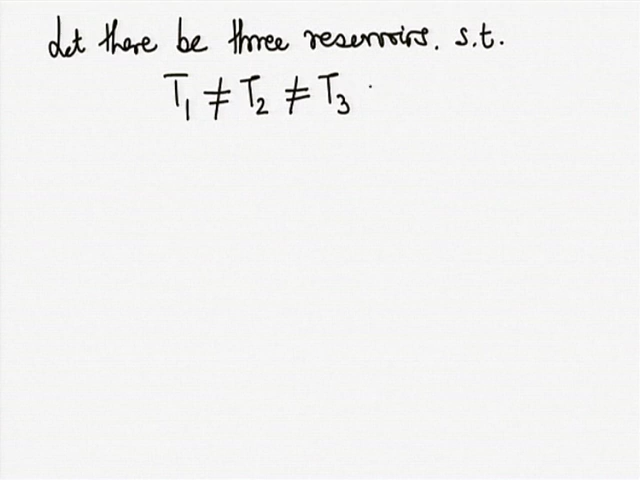 Let there be three reservoirs. s.t.
T₁ ≠ T₂ ≠ T₃